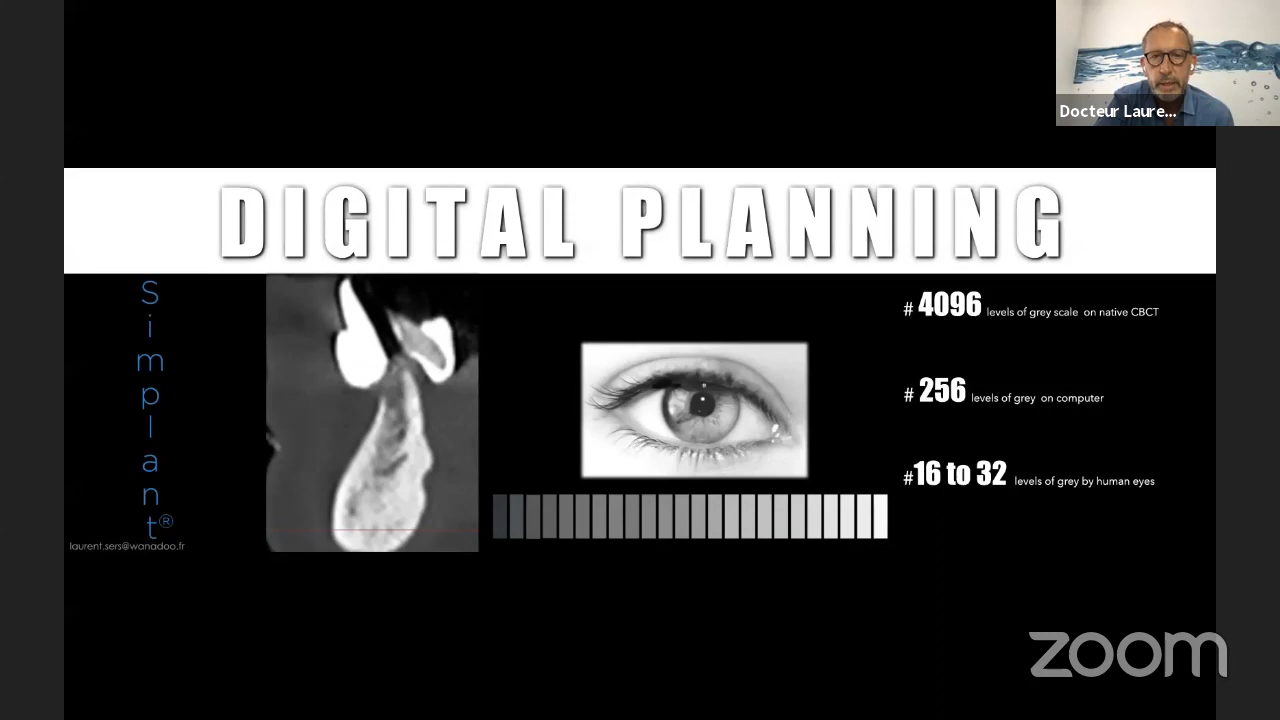 Docteur Laure...
DIGITAL PLANNING
Simplant®
laurent.sers@wanadoo.fr
# 4096 levels of grey scale on native CBCT
# 256 levels of grey on computer
#16 to 32 levels of grey by human eyes
zoom